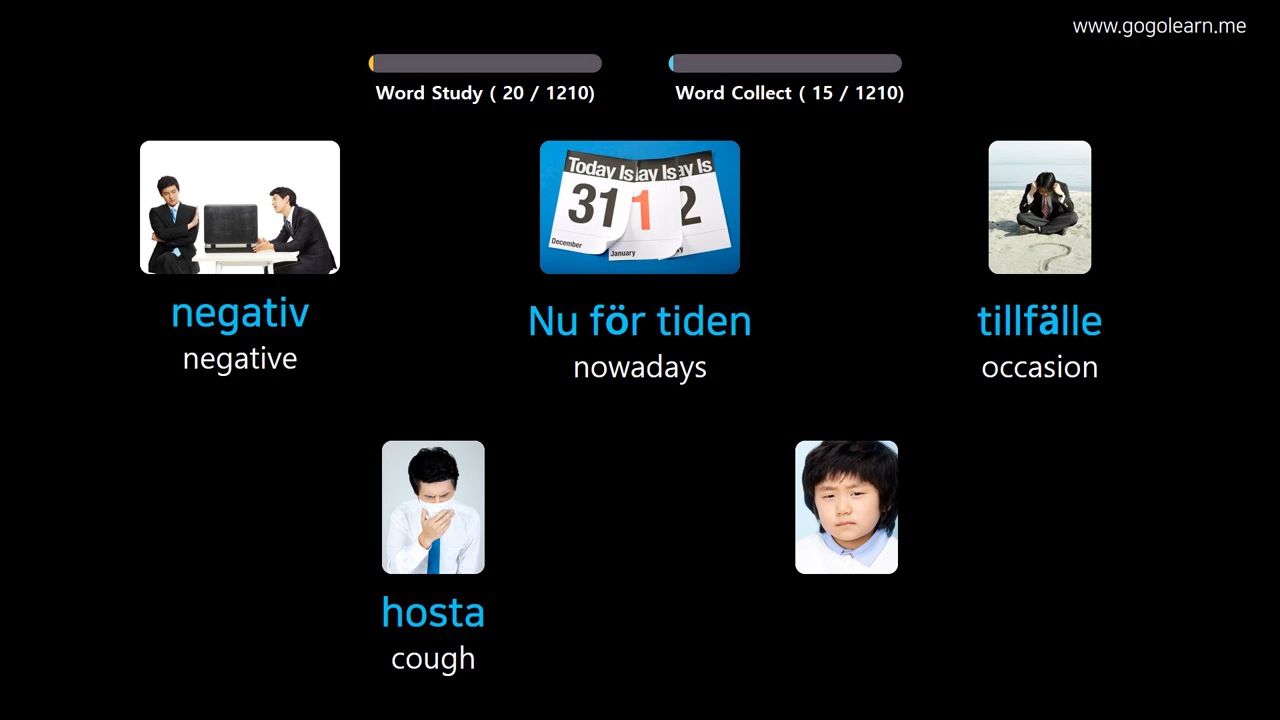 www.gogolearn.me
Word Study ( 20 / 1210)
Word Collect ( 15 / 1210)
Today Is
ay Is
ay Is
31
1
2
December
January
negativ
negative
Nu för tiden
nowadays
tillfälle
occasion
hosta
cough